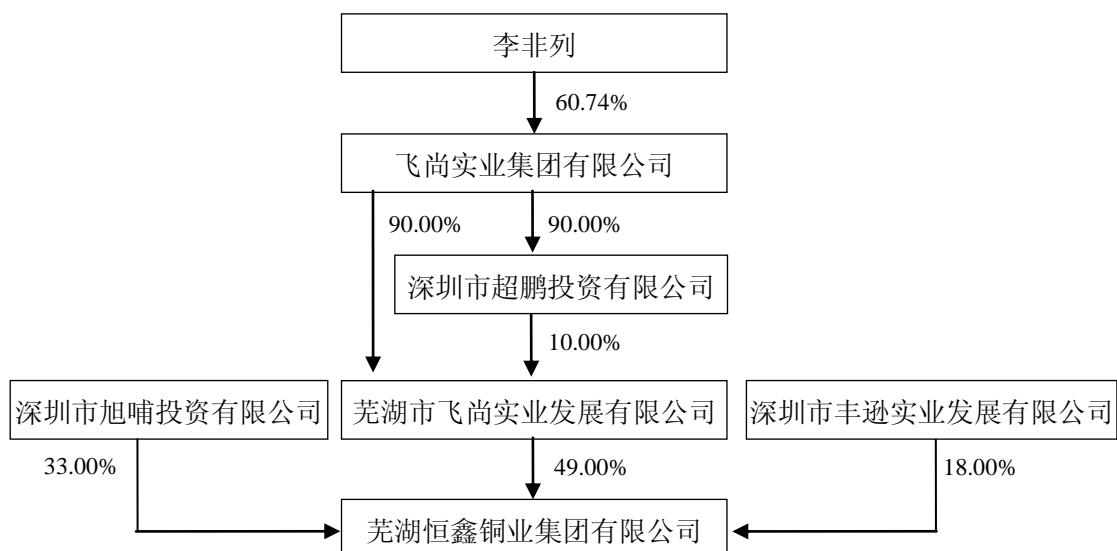 李非列
60.74%
飞尚实业集团有限公司
90.00%
90.00%
深圳市超鹏投资有限公司
10.00%
深圳市旭哺投资有限公司
芜湖市飞尚实业发展有限公司
深圳市丰逊实业发展有限公司
33.00%
49.00%
18.00%
芜湖恒鑫铜业集团有限公司